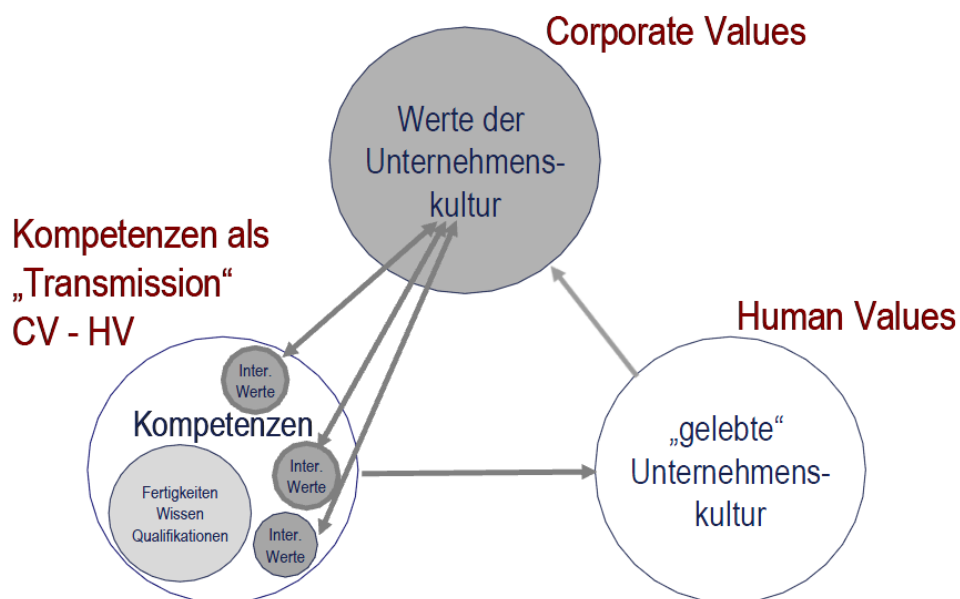 Corporate Values
Werte der
Unternehmens-
kultur
Kompetenzen als
„Transmission“
CV - HV
Human Values
Inter.
Werte
Kompetenzen
Inter.
Werte
Fertigkeiten
Wissen
Qualifikationen
Inter.
Werte
„gelebte“
Unternehmens-
kultur